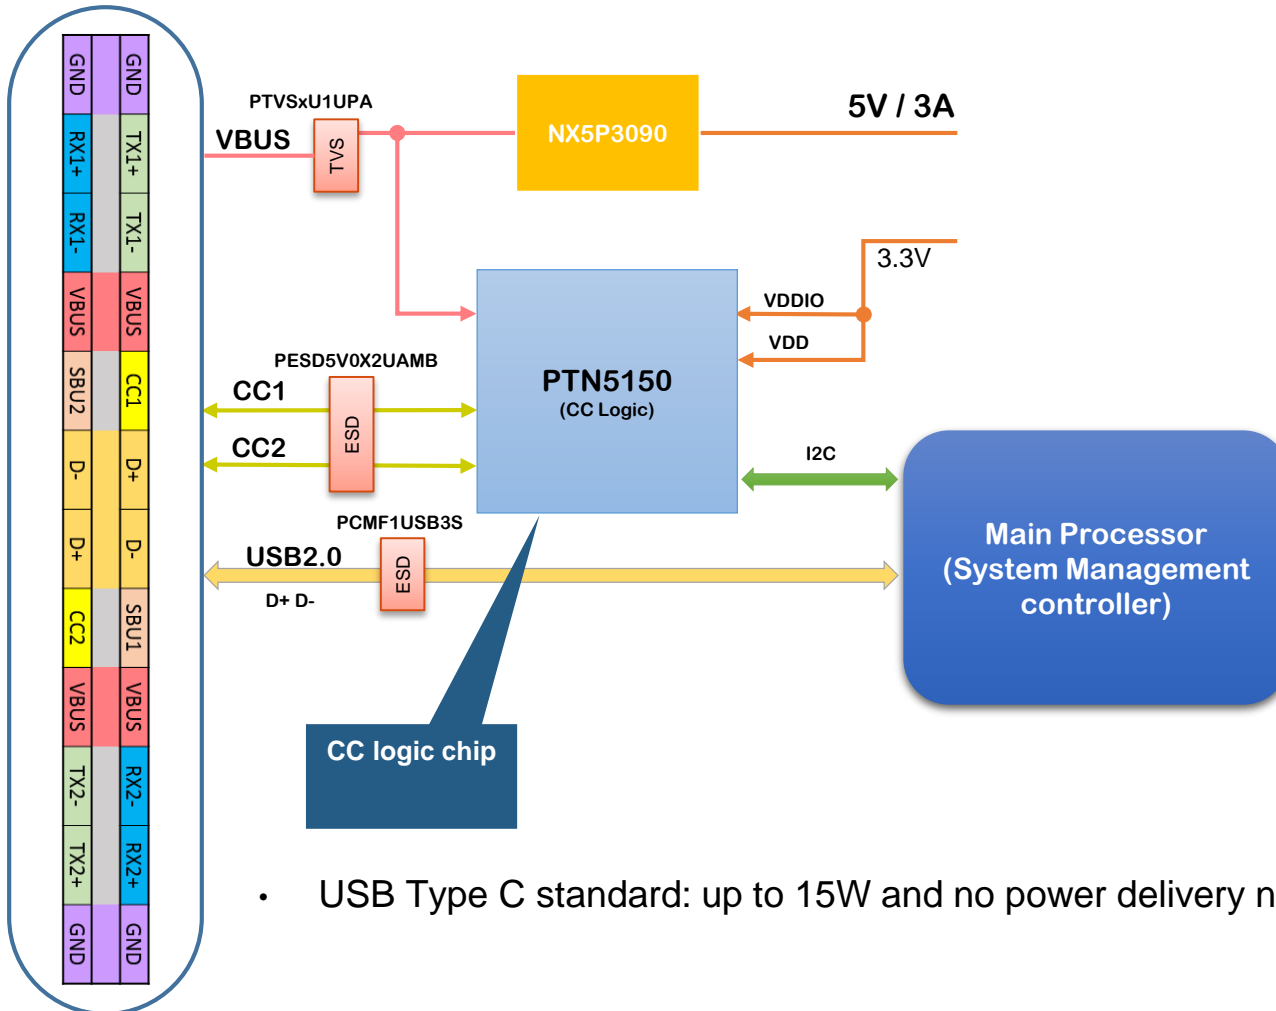 GND
RX1+
RX1-
VBUS
SBU2
D-
D+
CC2
VBUS
TX2-
TX2+
GND
GND
TX1+
TX1-
VBUS
CC1
D+
D-
SBU1
VBUS
RX2-
RX2+
GND
PTVSxU1UPA
VBUS
TVS
NX5P3090
5V / 3A
3.3V
VDDIO
VDD
PESD5V0X2UAMB
CC1
CC2
ESD
PTN5150
(CC Logic)
I2C
PCMF1USB3S
USB2.0
D+ D-
ESD
Main Processor
(System Management
controller)
CC logic chip
• USB Type C standard: up to 15W and no power delivery n